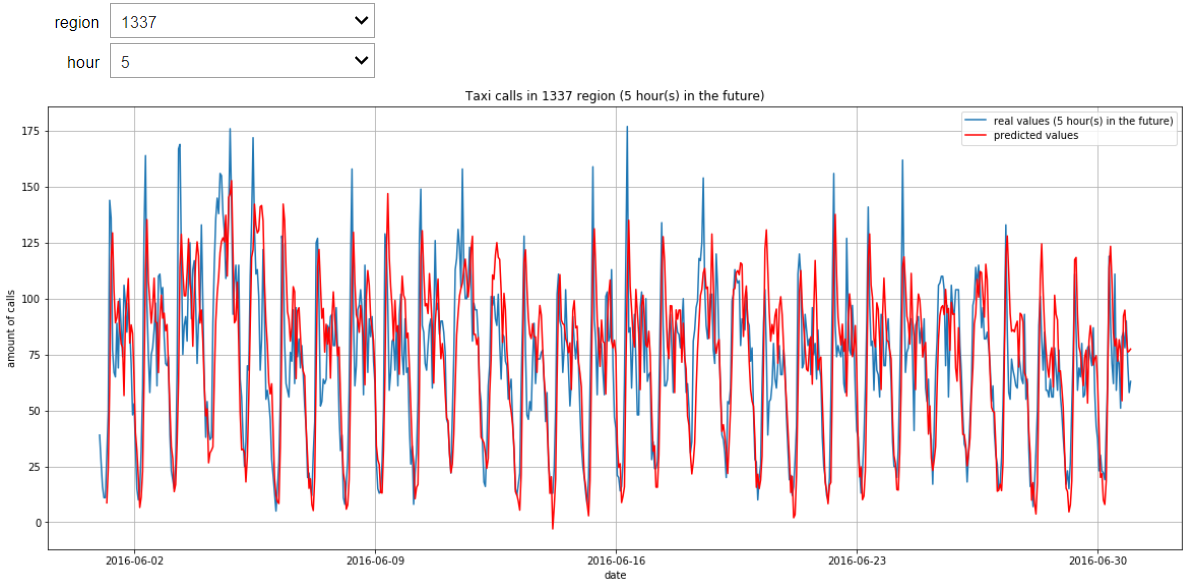 region 1337
hour 5
Taxi calls in 1337 region (5 hour(s) in the future)
real values (5 hour(s) in the future)
predicted values
amount of calls
175
150
125
100
75
50
25
0
2016-06-02 2016-06-09 2016-06-16 2016-06-23 2016-06-30
date